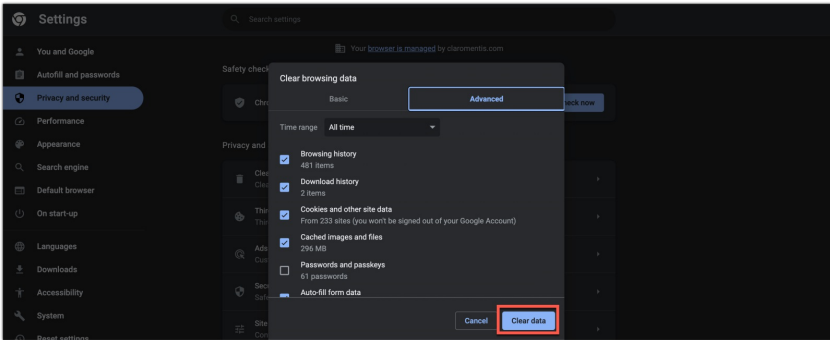 Settings
Search settings
Your browser is managed by claromentis.com
You and Google
Autofill and passwords
Privacy and security
Performance
Appearance
Search engine
Default browser
On start-up
Languages
Downloads
Accessibility
System
Reset settings
Safety check
Privacy and
Clear browsing data
Basic
Advanced
Time range
All time
Browsing history
481 items
Download history
2 items
Cookies and other site data
From 233 sites (you won't be signed out of your Google Account)
Cached images and files
296 MB
Passwords and passkeys
61 passwords
Auto-fill form data
Cancel
Clear data
now